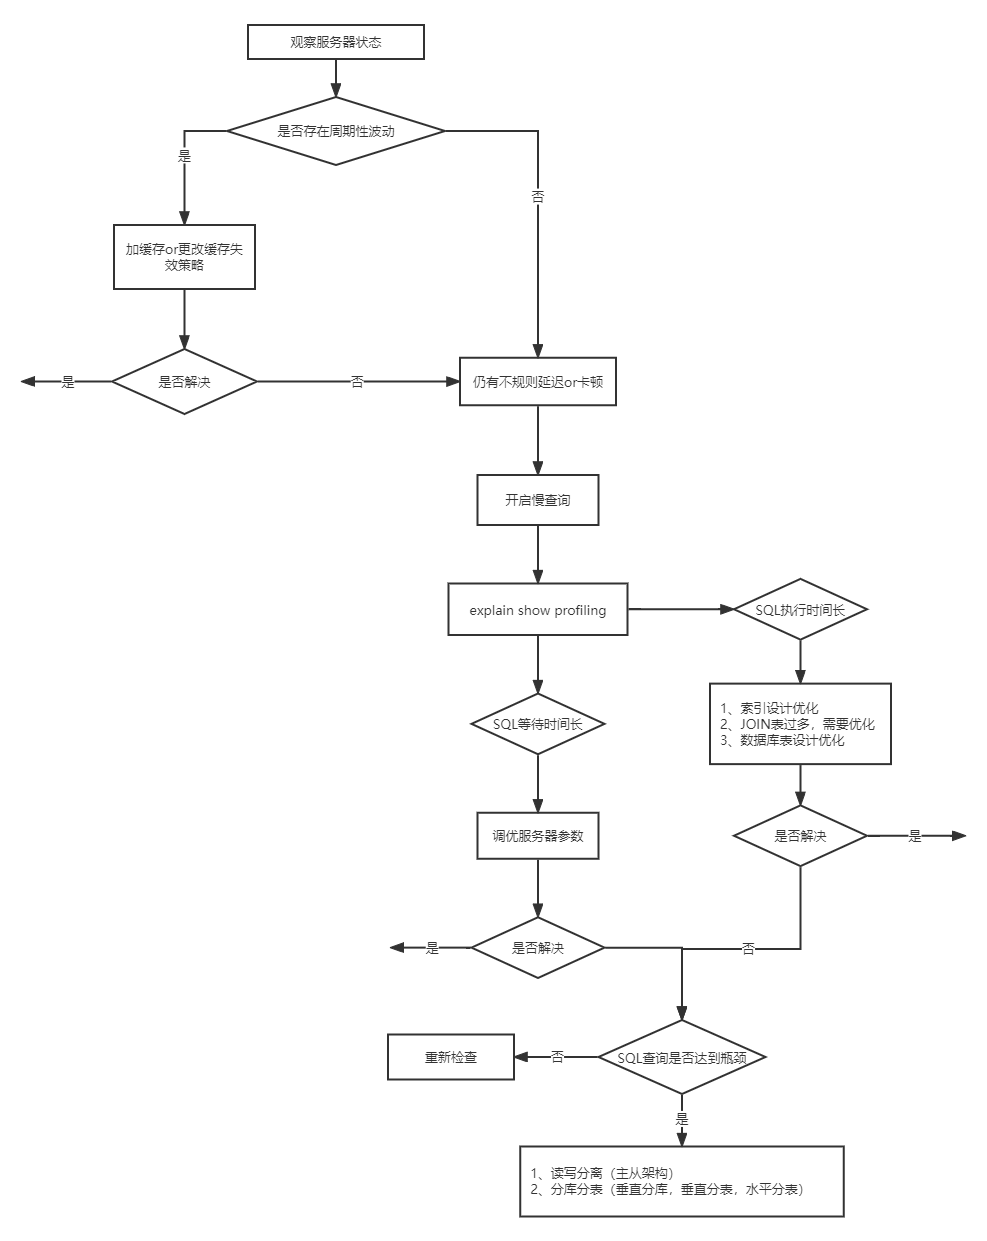 观察服务器状态
是否存在周期性波动
是
否
加缓存or更改缓存失
效策略
是
是否解决
否
仍有不规则延迟or卡顿
开启慢查询
explain show profiling
SQL执行时间长
1、索引设计优化
2、JOIN表过多，需要优化
3、数据库表设计优化
SQL等待时间长
调优服务器参数
是否解决
是
是
是否解决
否
重新检查
否
SQL查询是否达到瓶颈
是
1、读写分离（主从架构）
2、分库分表（垂直分库，垂直分表，水平分表）